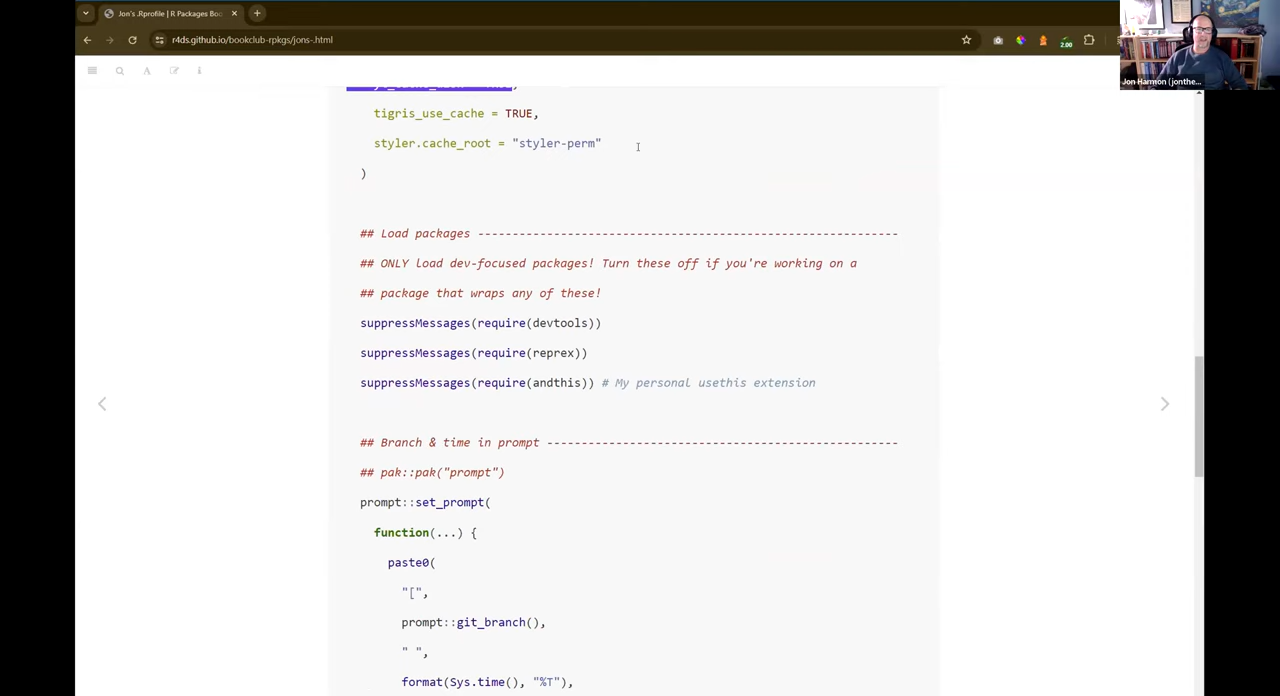 Jon's .Rprofile | R Packages Boo
r4ds.github.io/bookclub-rpkgs/jons-.html
2.00
Jon Harmon (jonthe...
tigris_use_cache = TRUE,
styler.cache_root = "styler-perm"
)
## Load packages -------------------------------------------------------------
## ONLY load dev-focused packages! Turn these off if you're working on a
## package that wraps any of these!
suppressMessages(require(devtools))
suppressMessages(require(reprex))
suppressMessages(require(andthis)) # My personal usethis extension
## Branch & time in prompt ---------------------------------------------------
## pak::pak("prompt")
prompt::set_prompt(
function(...) {
paste0(
"[",
prompt::git_branch(),
" ",
format(Sys.time(), "%T"),